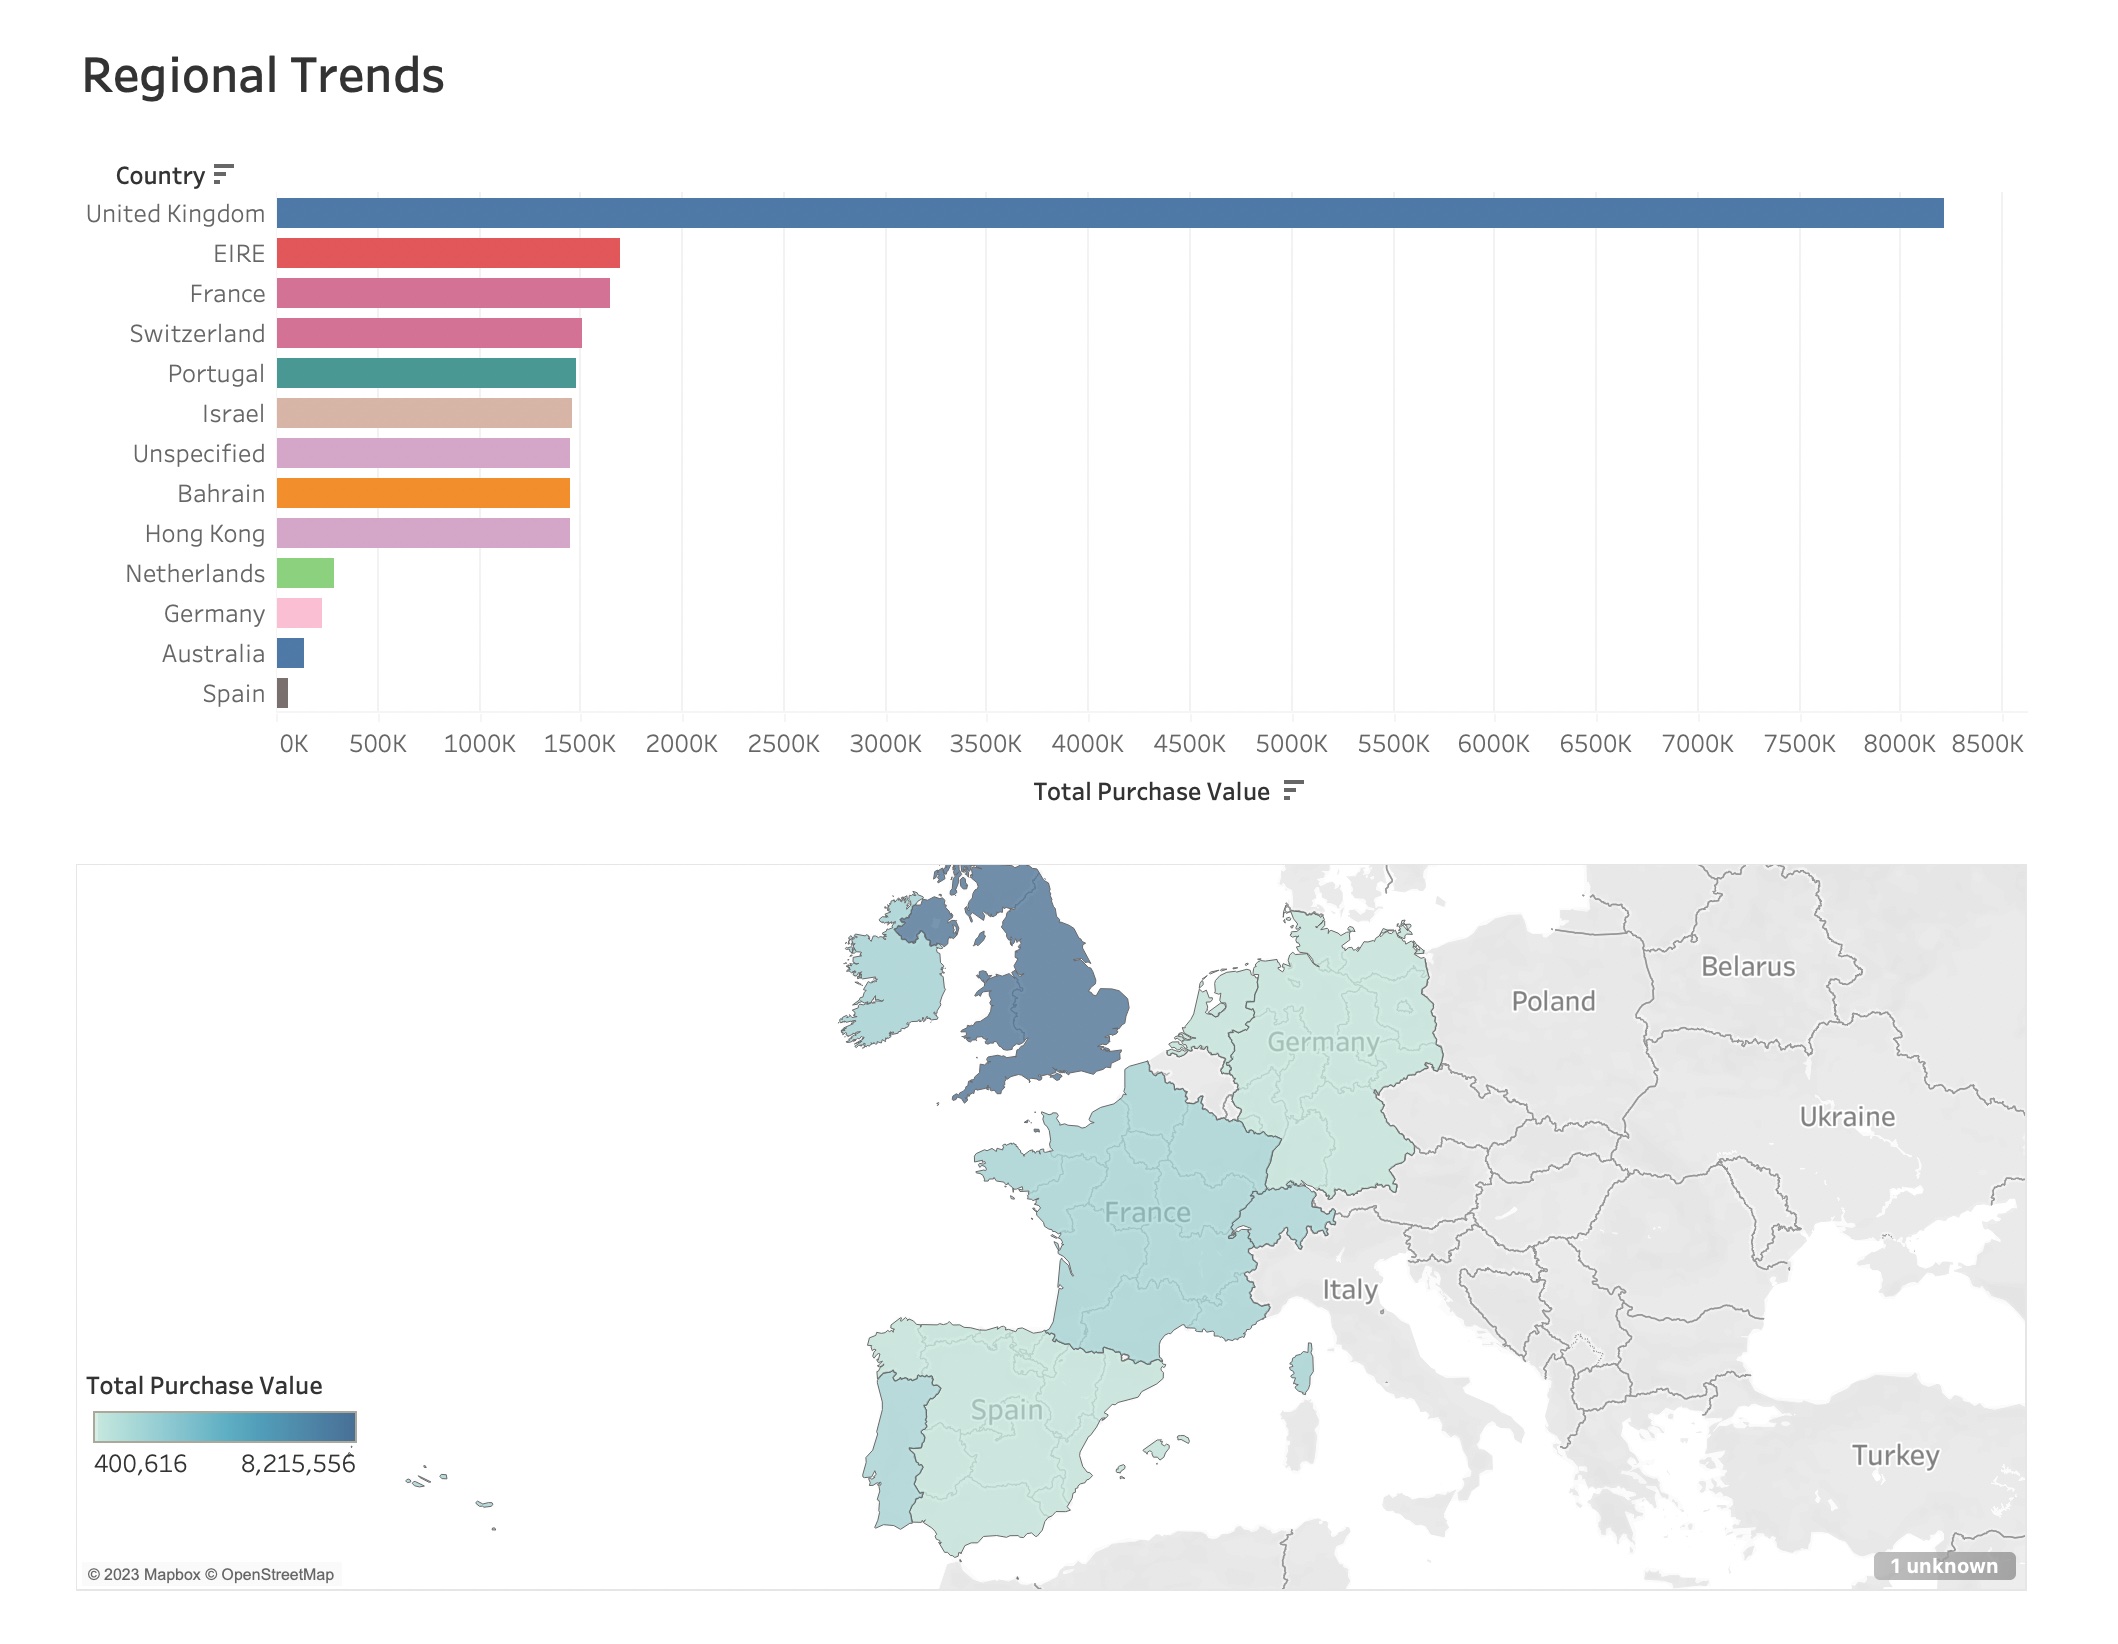 Regional Trends
Country
United Kingdom
EIRE
France
Switzerland
Portugal
Israel
Unspecified
Bahrain
Hong Kong
Netherlands
Germany
Australia
Spain
0K 500K 1000K 1500K 2000K 2500K 3000K 3500K 4000K 4500K 5000K 5500K 6000K 6500K 7000K 7500K 8000K 8500K
Total Purchase Value
Belarus
Poland
Germany
Ukraine
France
Italy
Spain
Turkey
Total Purchase Value
400,616 8,215,556
© 2023 Mapbox © OpenStreetMap
1 unknown